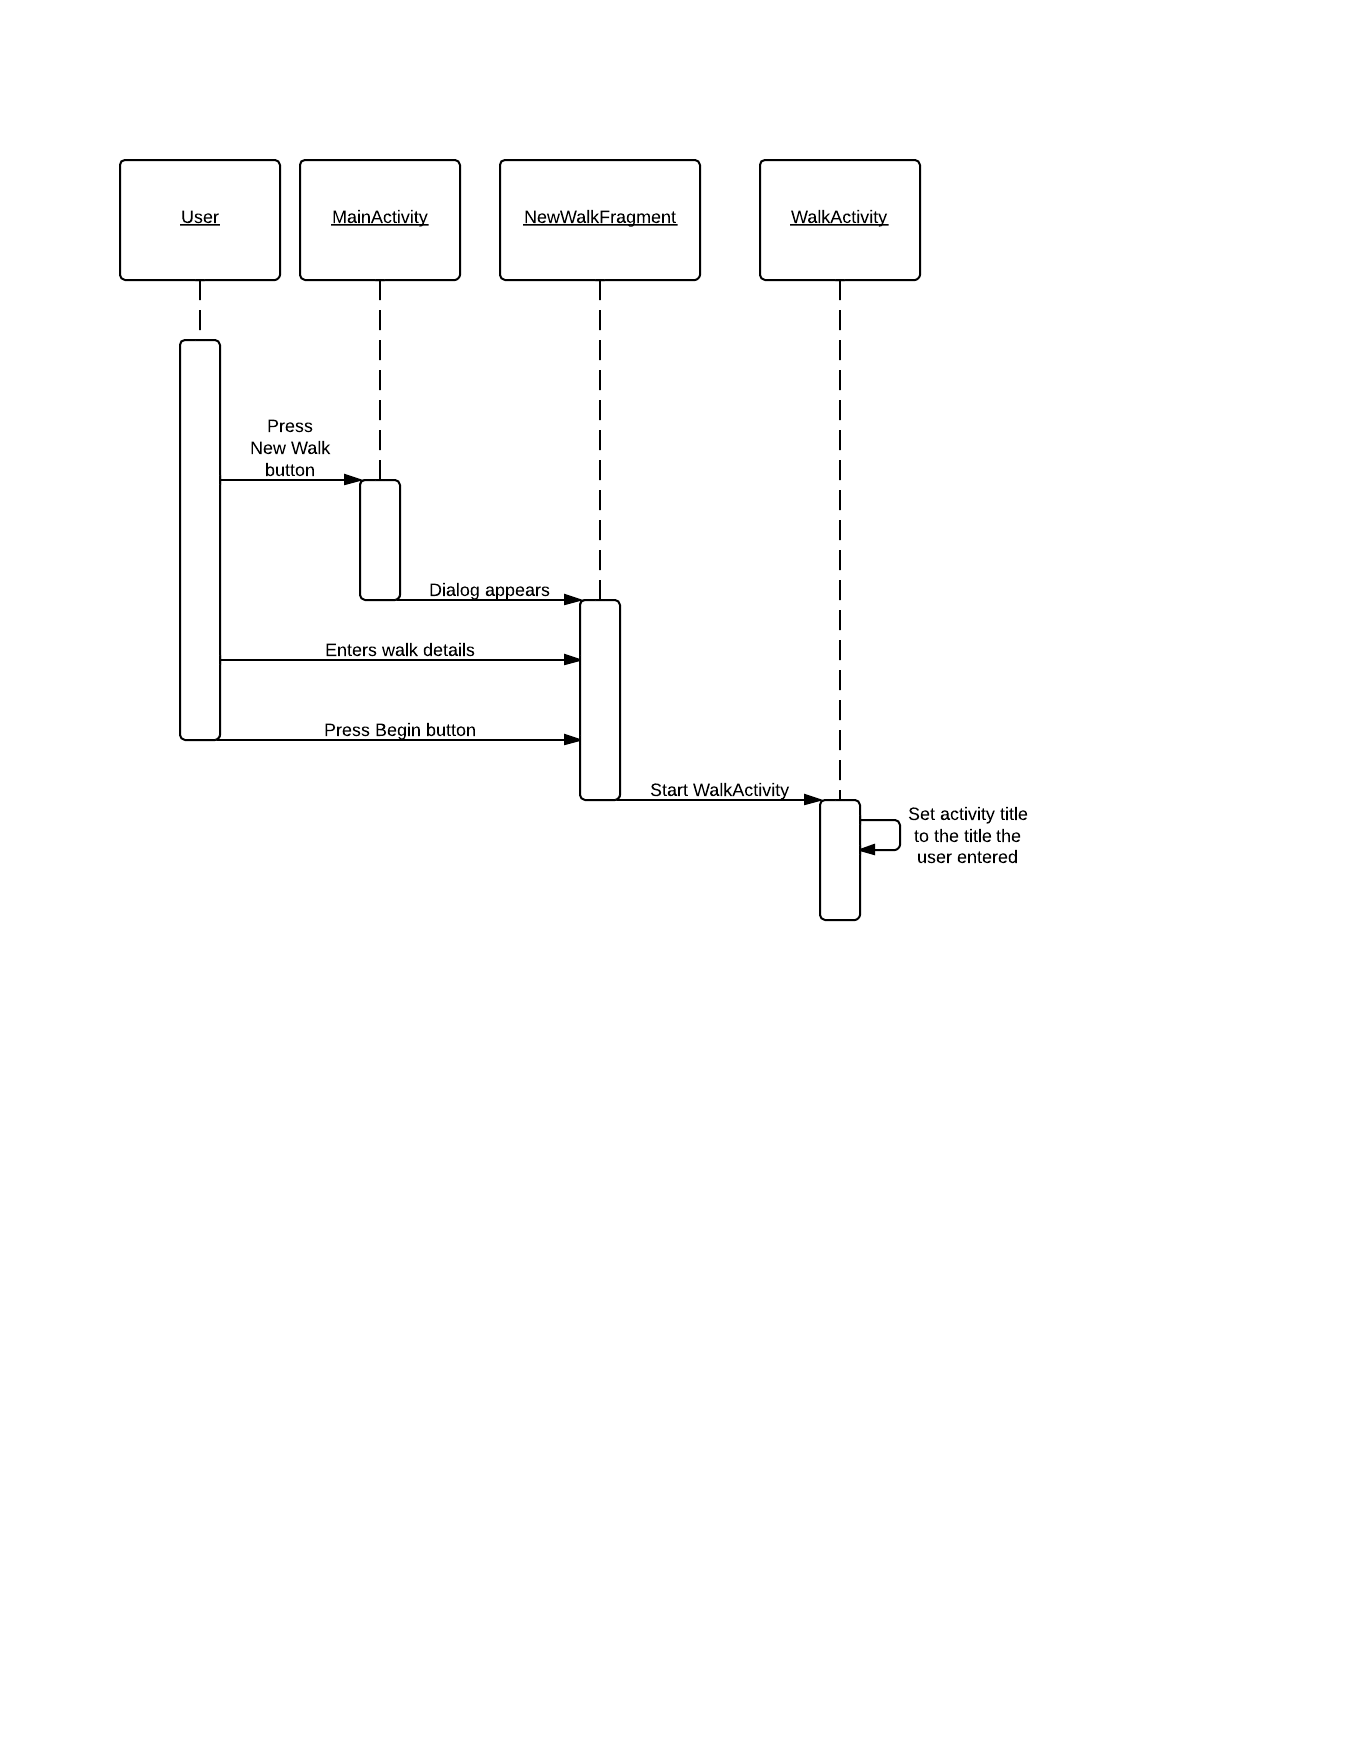 User
MainActivity
NewWalkFragment
WalkActivity
Press
New Walk
button
Dialog appears
Enters walk details
Press Begin button
Start WalkActivity
Set activity title
to the title the
user entered